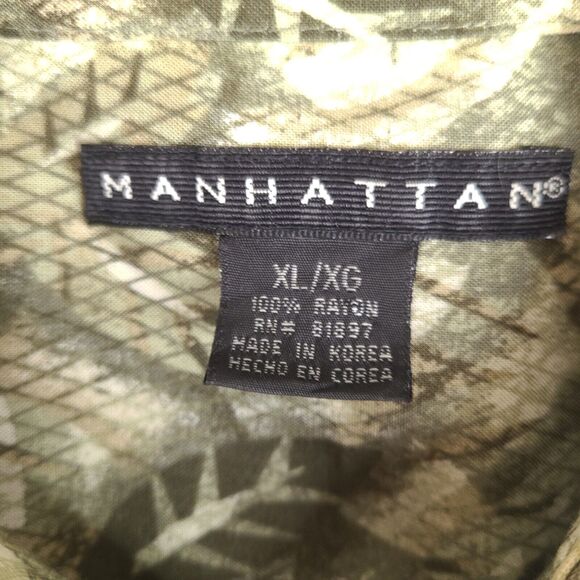 MANHATTAN®
XL/XG
100% RAYON
RN# 81897
MADE IN KOREA
HECHO EN COREA